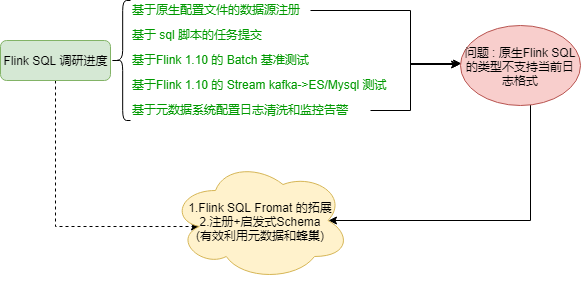 Flink SQL 调研进度
基于原生配置文件的数据源注册
基于 sql 脚本的任务提交
基于Flink 1.10 的 Batch 基准测试
基于Flink 1.10 的 Stream kafka->ES/Mysql 测试
基于元数据系统配置日志清洗和监控告警
问题 : 原生Flink SQL
的类型不支持当前日
志格式
1.Flink SQL Fromat 的拓展
2.注册+启发式Schema
(有效利用元数据和蜂巢)